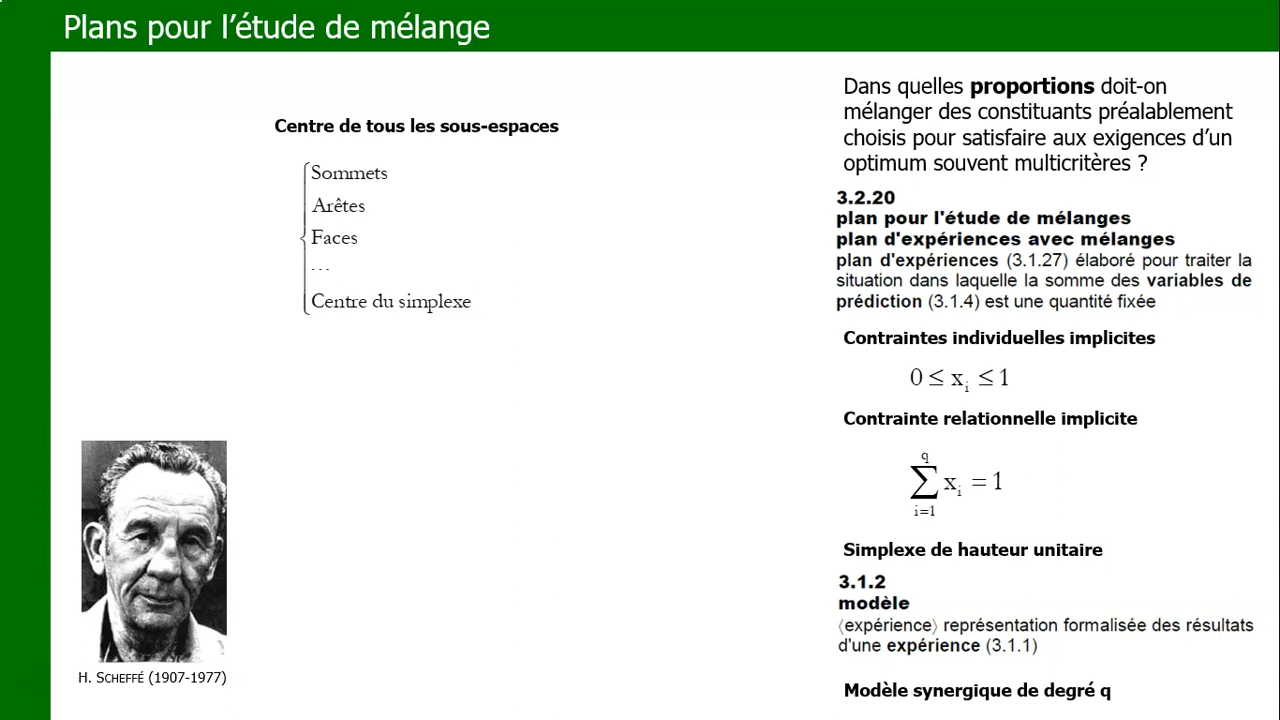 Plans pour l’étude de mélange
Centre de tous les sous-espaces
Sommets
Arêtes
Faces
…
Centre du simplexe
H. SCHEFFÉ (1907-1977)
Dans quelles proportions doit-on
mélanger des constituants préalablement
choisis pour satisfaire aux exigences d’un
optimum souvent multicritères ?
3.2.20
plan pour l'étude de mélanges
plan d'expériences avec mélanges
plan d'expériences (3.1.27) élaboré pour traiter la
situation dans laquelle la somme des variables de
prédiction (3.1.4) est une quantité fixée
Contraintes individuelles implicites
0 ≤ xᵢ ≤ 1
Contrainte relationnelle implicite
q
∑ xᵢ = 1
i=1
Simplexe de hauteur unitaire
3.1.2
modèle
〈expérience〉 représentation formalisée des résultats
d'une expérience (3.1.1)
Modèle synergique de degré q